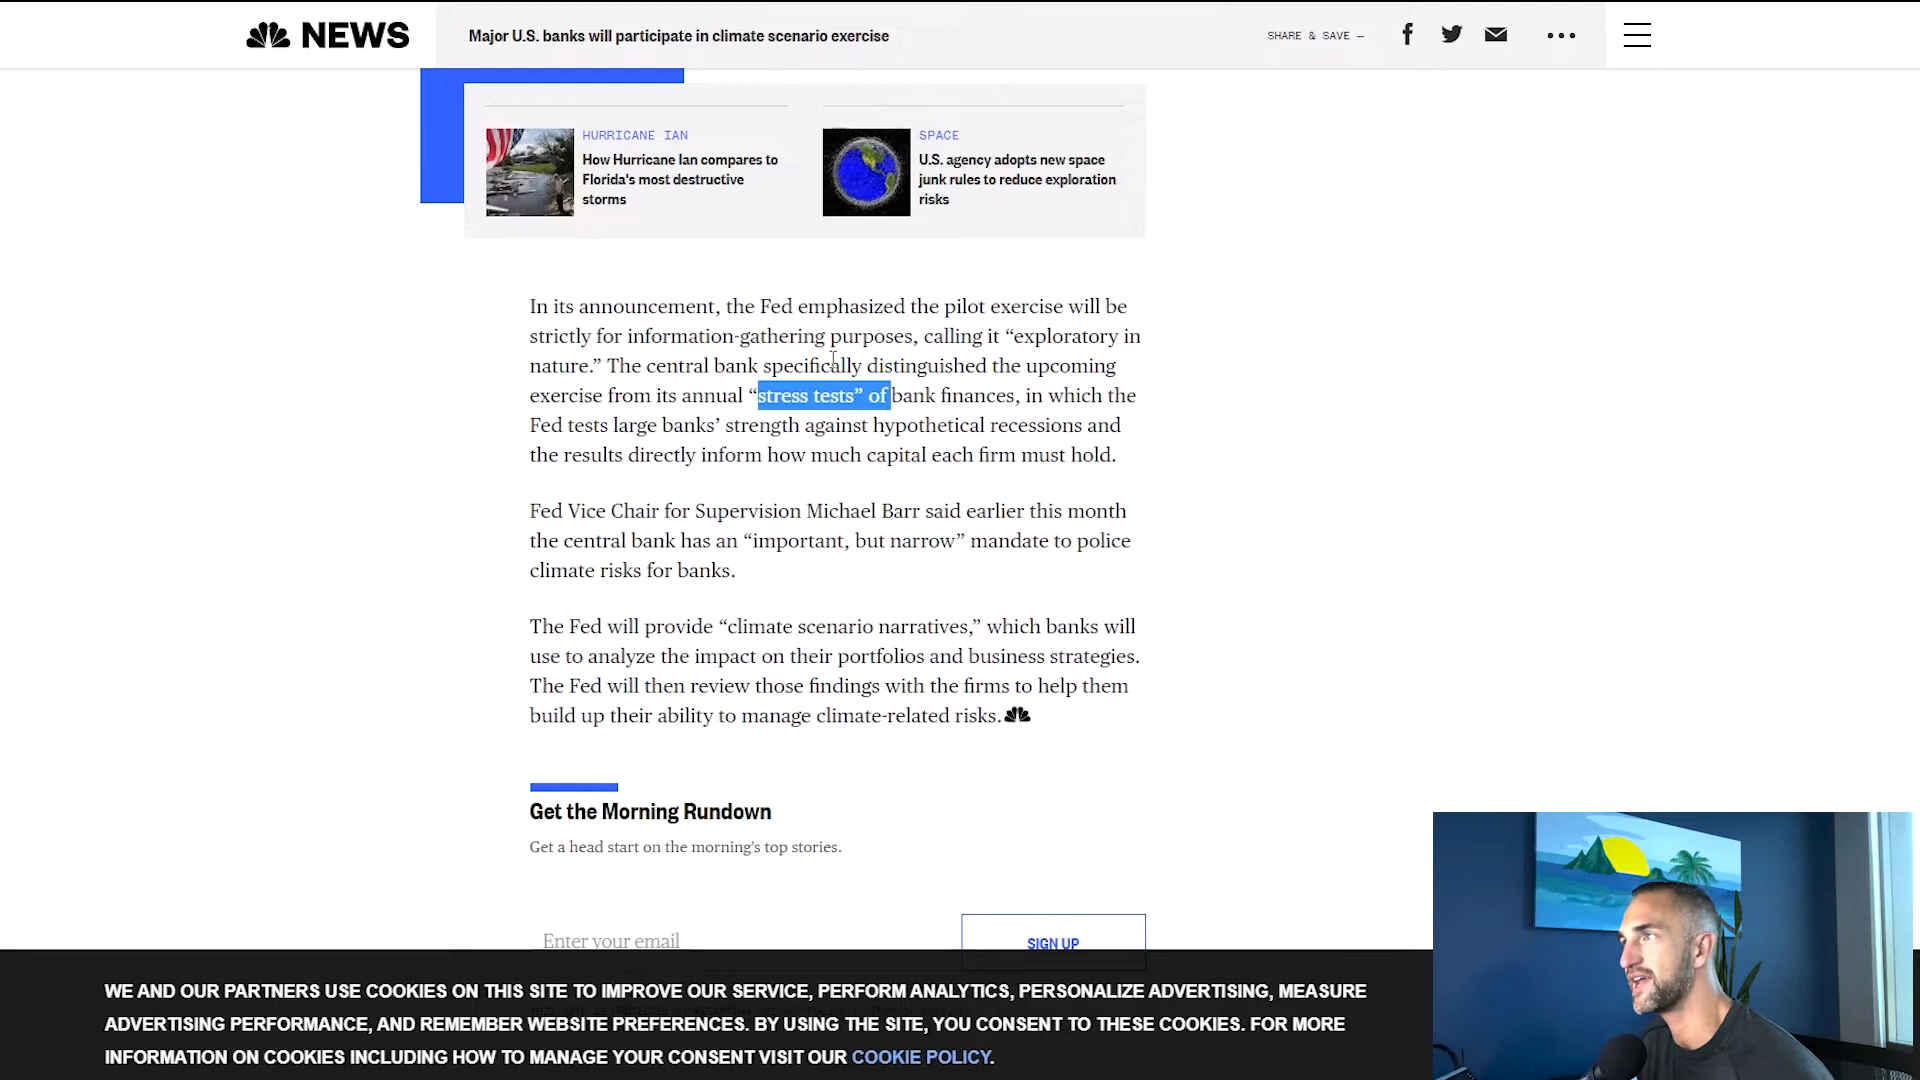 NEWS
Major U.S. banks will participate in climate scenario exercise
SHARE & SAVE —
HURRICANE IAN
How Hurricane Ian compares to
Florida's most destructive
storms
SPACE
U.S. agency adopts new space
junk rules to reduce exploration
risks
In its announcement, the Fed emphasized the pilot exercise will be
strictly for information-gathering purposes, calling it “exploratory in
nature.” The central bank specifically distinguished the upcoming
exercise from its annual “stress tests” of bank finances, in which the
Fed tests large banks’ strength against hypothetical recessions and
the results directly inform how much capital each firm must hold.
Fed Vice Chair for Supervision Michael Barr said earlier this month
the central bank has an “important, but narrow” mandate to police
climate risks for banks.
The Fed will provide “climate scenario narratives,” which banks will
use to analyze the impact on their portfolios and business strategies.
The Fed will then review those findings with the firms to help them
build up their ability to manage climate-related risks.
Get the Morning Rundown
Get a head start on the morning's top stories.
Enter your email
SIGN UP
WE AND OUR PARTNERS USE COOKIES ON THIS SITE TO IMPROVE OUR SERVICE, PERFORM ANALYTICS, PERSONALIZE ADVERTISING, MEASURE
ADVERTISING PERFORMANCE, AND REMEMBER WEBSITE PREFERENCES. BY USING THE SITE, YOU CONSENT TO THESE COOKIES. FOR MORE
INFORMATION ON COOKIES INCLUDING HOW TO MANAGE YOUR CONSENT VISIT OUR COOKIE POLICY.